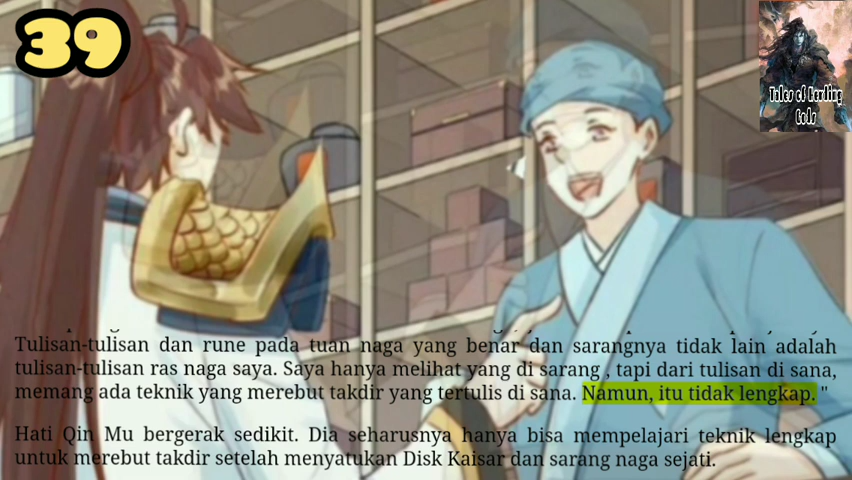 39
Tales of Herding
Gods
Tulisan-tulisan dan rune pada tuan naga yang benar dan sarangnya tidak lain adalah
tulisan-tulisan ras naga saya. Saya hanya melihat yang di sarang , tapi dari tulisan di sana,
memang ada teknik yang merebut takdir yang tertulis di sana. Namun, itu tidak lengkap. "
Hati Qin Mu bergerak sedikit. Dia seharusnya hanya bisa mempelajari teknik lengkap
untuk merebut takdir setelah menyatukan Disk Kaisar dan sarang naga sejati.